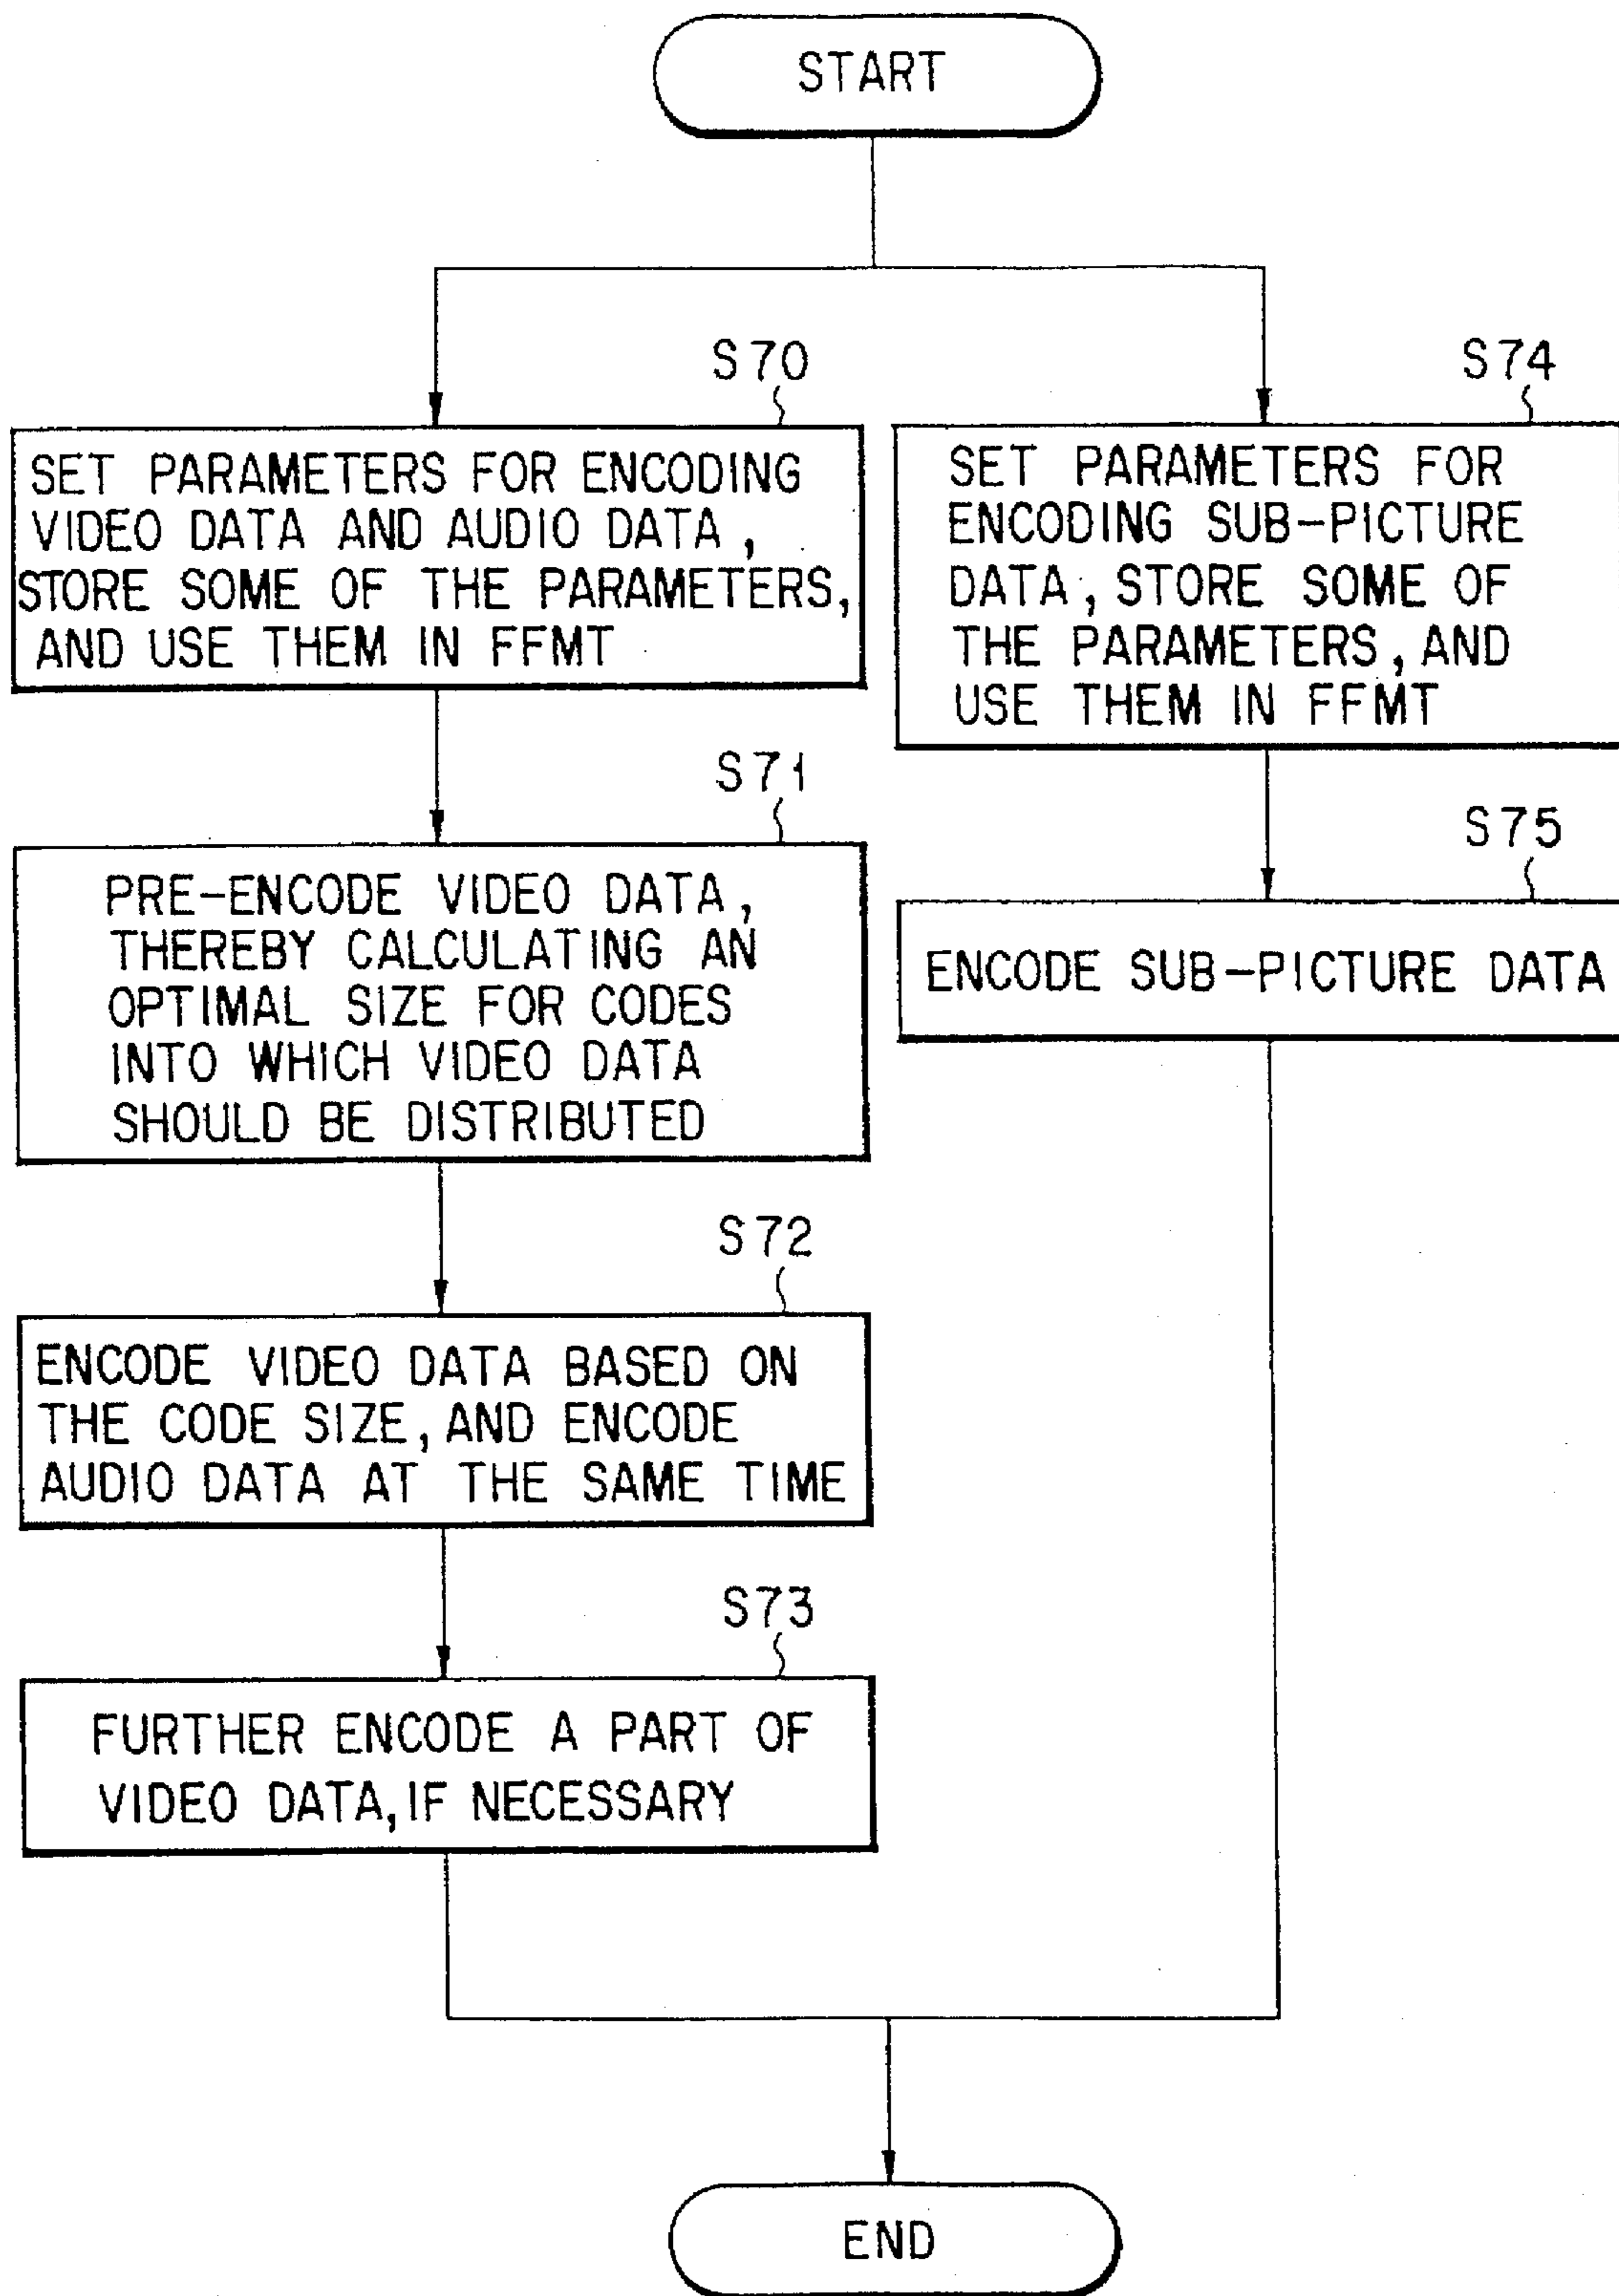 START
S70
SET PARAMETERS FOR ENCODING
VIDEO DATA AND AUDIO DATA,
STORE SOME OF THE PARAMETERS,
AND USE THEM IN FFMT
S71
PRE-ENCODE VIDEO DATA,
THEREBY CALCULATING AN
OPTIMAL SIZE FOR CODES
INTO WHICH VIDEO DATA
SHOULD BE DISTRIBUTED
S72
ENCODE VIDEO DATA BASED ON
THE CODE SIZE, AND ENCODE
AUDIO DATA AT THE SAME TIME
S73
FURTHER ENCODE A PART OF
VIDEO DATA, IF NECESSARY
S74
SET PARAMETERS FOR
ENCODING SUB-PICTURE
DATA, STORE SOME OF
THE PARAMETERS, AND
USE THEM IN FFMT
S75
ENCODE SUB-PICTURE DATA
END